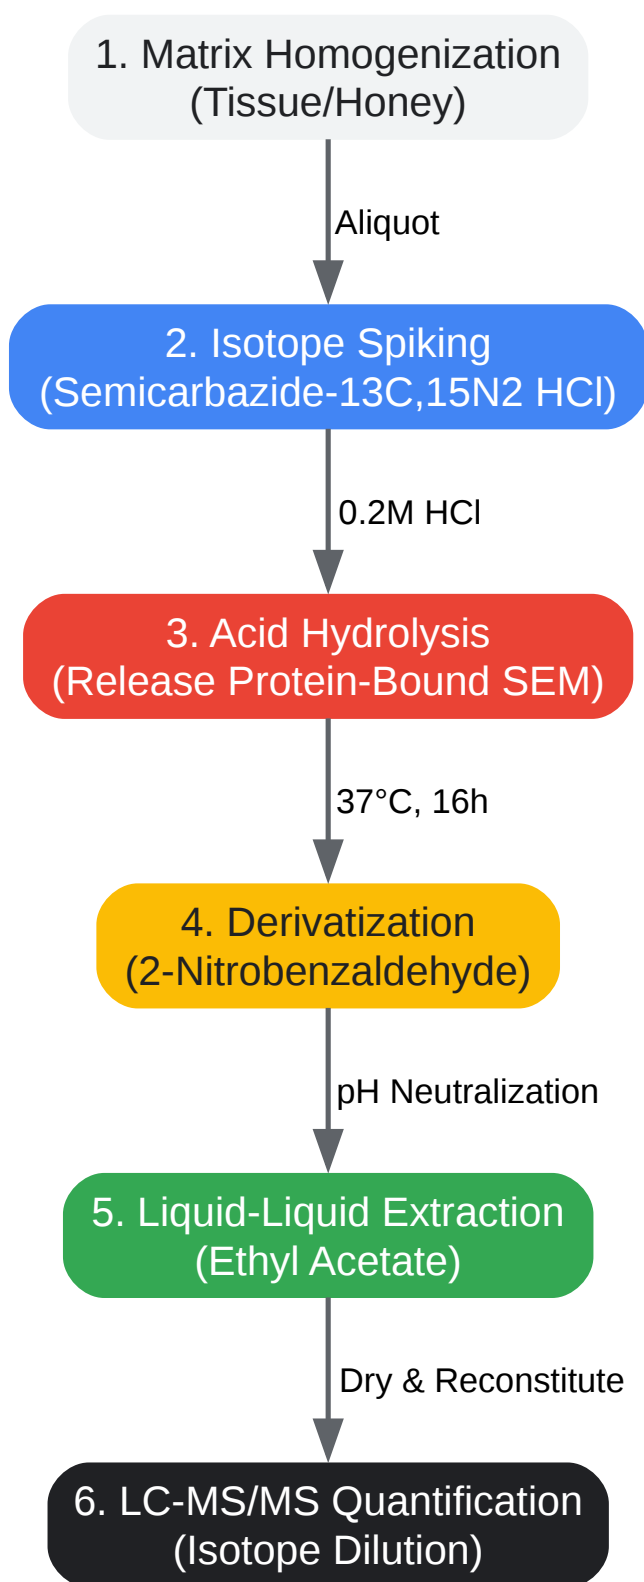 1. Matrix Homogenization
(Tissue/Honey)
Aliquot
2. Isotope Spiking
(Semicarbazide-13C,15N2 HCl)
0.2M HCl
3. Acid Hydrolysis
(Release Protein-Bound SEM)
37°C, 16h
4. Derivatization
(2-Nitrobenzaldehyde)
pH Neutralization
5. Liquid-Liquid Extraction
(Ethyl Acetate)
Dry & Reconstitute
6. LC-MS/MS Quantification
(Isotope Dilution)